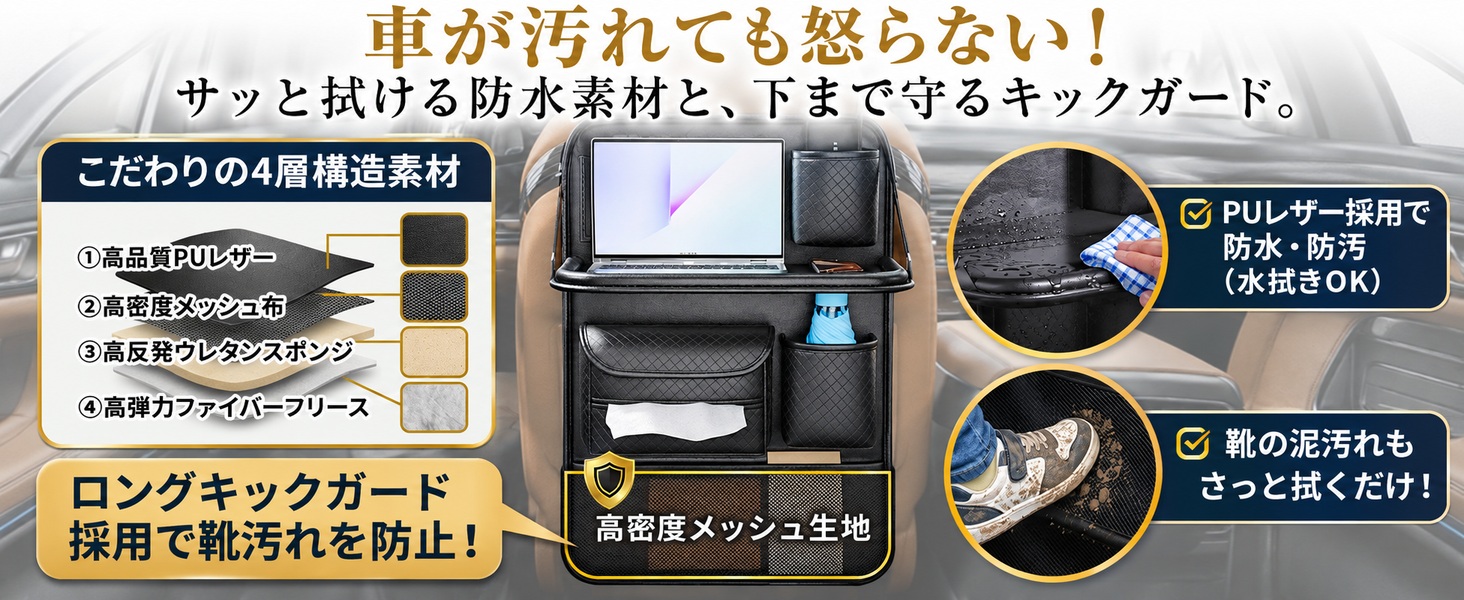 車が汚れても怒らない！
サッと拭ける防水素材と、下まで守るキックガード。
こだわりの4層構造素材
①高品質PUレザー
②高密度メッシュ布
③高反発ウレタンスポンジ
④高弾力ファイバーフリース
ロングキックガード
採用で靴汚れを防止！
高密度メッシュ生地
PUレザー採用で
防水・防汚
（水拭きOK）
靴の泥汚れも
さっと拭くだけ！